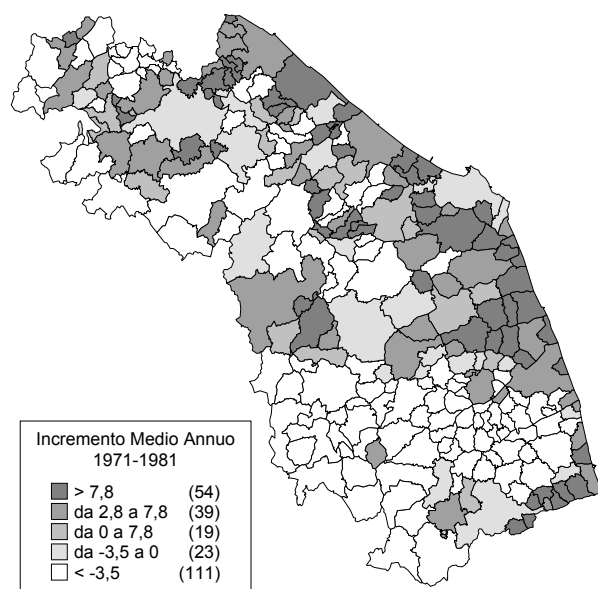 Incremento Medio Annuo
1971-1981
> 7,8 (54)
da 2,8 a 7,8 (39)
da 0 a 7,8 (19)
da -3,5 a 0 (23)
< -3,5 (111)